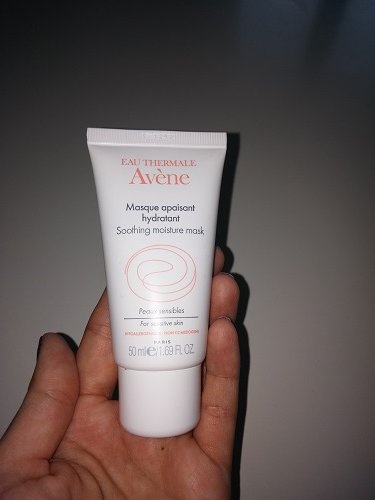 EAU THERMALE
Avène
Masque apaisant
hydratant
Soothing moisture mask
Peaux sensibles
For sensitive skin
PARIS
50 ml e/1.69 FL. OZ.